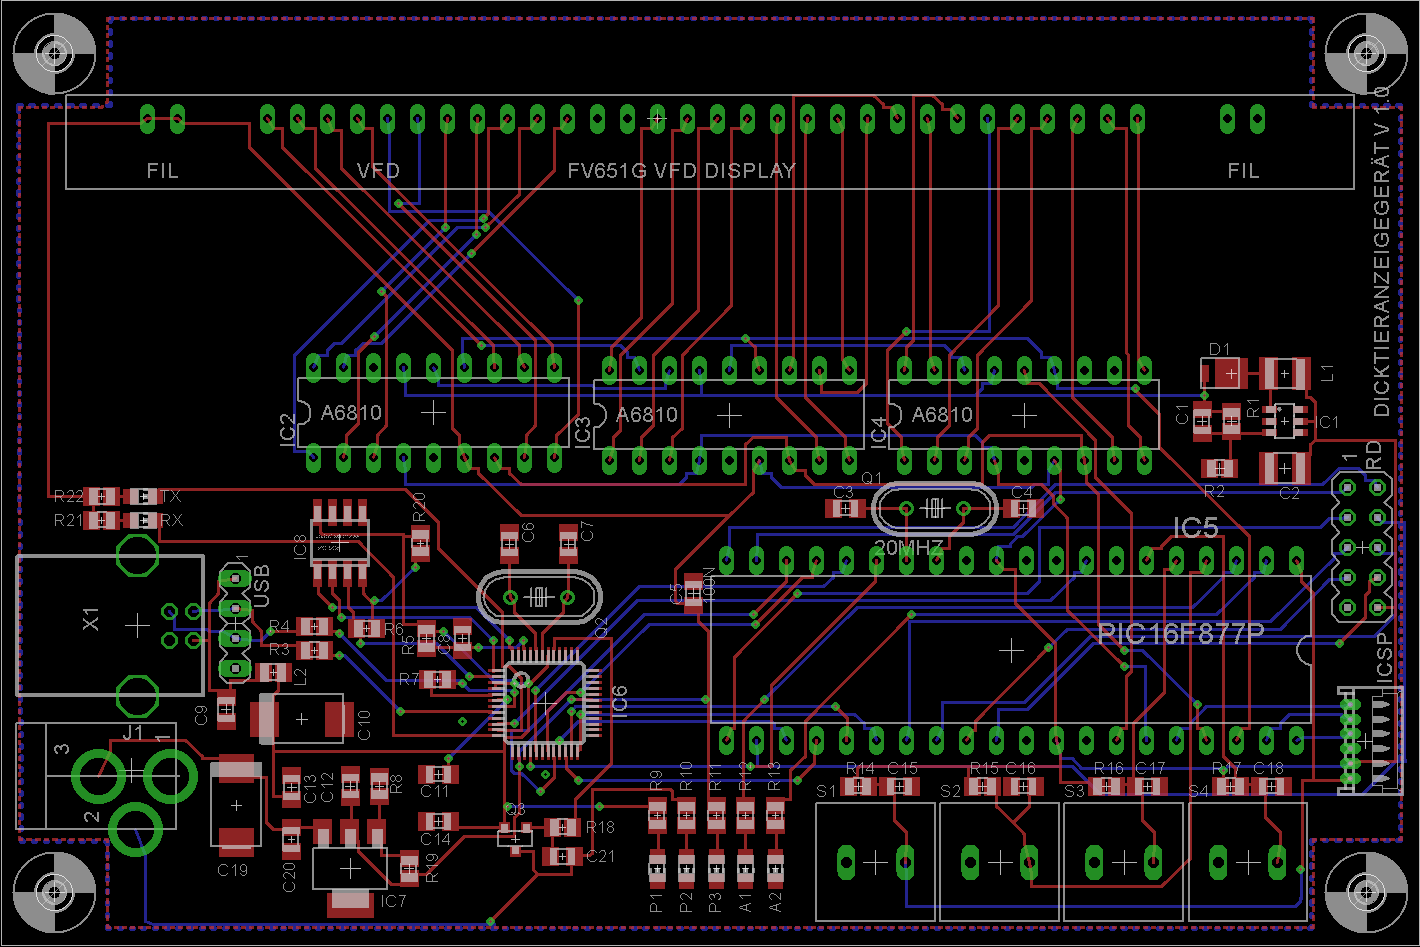 FIL
VFD
FV651G VFD DISPLAY
FIL
DICKTIERANZEIGEGERÄT V 1.0
D1
L1
IC2
A6810
IC3
A6810
IC4
A6810
C1
R1
IC1
R2
C2
1
RD
R22
TX
R21
RX
IC8
R20
C6
C7
Q1
C3
C4
20MHZ
IC5
X1
1
USB
R4
R3
R6
R5
C8
Q2
C5
100N
PIC16F877P
ICSP
L2
R7
IC6
C9
C10
J1
3
1
2
C13
C12
R8
C11
C14
C19
C20
IC7
R19
Q3
R18
C21
R9
R10
R11
R12
R13
P1
P2
P3
A1
A2
S1
R14
C15
S2
R15
C16
S3
R16
C17
S4
R17
C18